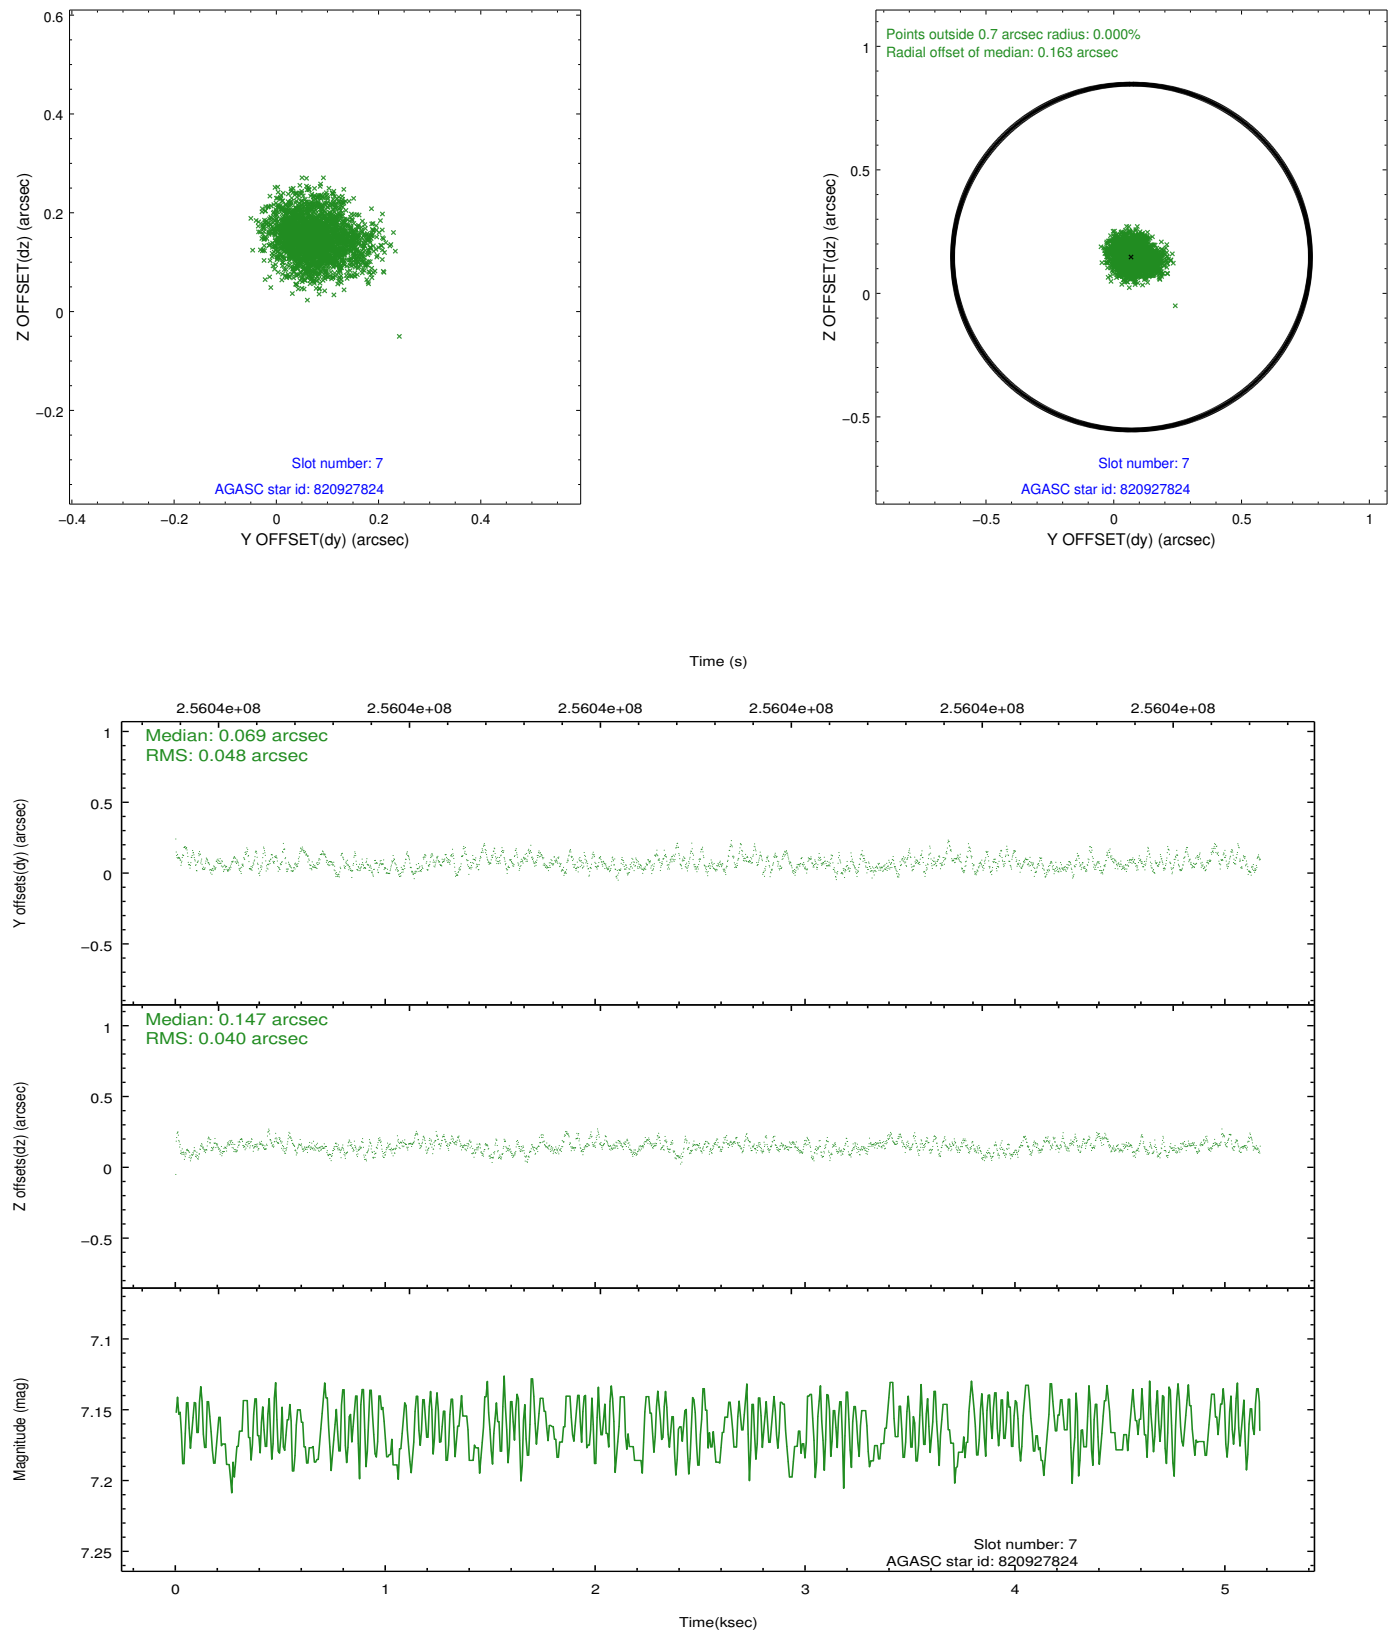 0.6
0.4
0.2
0
−0.2
Z OFFSET(dz) (arcsec)
Slot number: 7
AGASC star id: 820927824
−0.4
−0.2
0
0.2
0.4
Y OFFSET(dy) (arcsec)
Points outside 0.7 arcsec radius: 0.000%
Radial offset of median: 0.163 arcsec
1
0.5
0
−0.5
Z OFFSET(dz) (arcsec)
Slot number: 7
AGASC star id: 820927824
−0.5
0
0.5
1
Y OFFSET(dy) (arcsec)
Time (s)
2.5604e+08 2.5604e+08 2.5604e+08 2.5604e+08 2.5604e+08 2.5604e+08
Median: 0.069 arcsec
RMS: 0.048 arcsec
1
0.5
0
−0.5
Y offsets(dy) (arcsec)
Median: 0.147 arcsec
RMS: 0.040 arcsec
1
0.5
0
−0.5
Z offsets(dz) (arcsec)
7.1
7.15
7.2
7.25
Magnitude (mag)
Slot number: 7
AGASC star id: 820927824
0 1 2 3 4 5
Time(ksec)